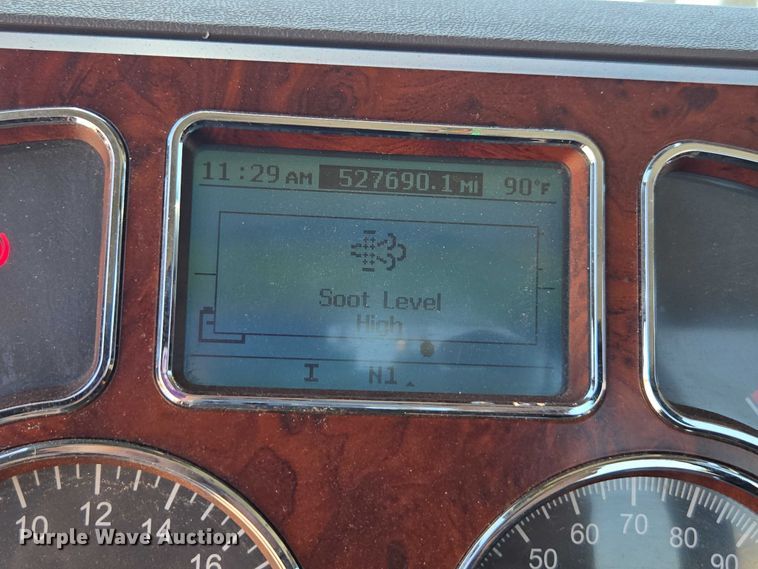 11:29 AM 527690.1 MI 90°F
Soot Level
High
I N1
10 12 14 16
50 60 70 80 90
Purple Wave Auction